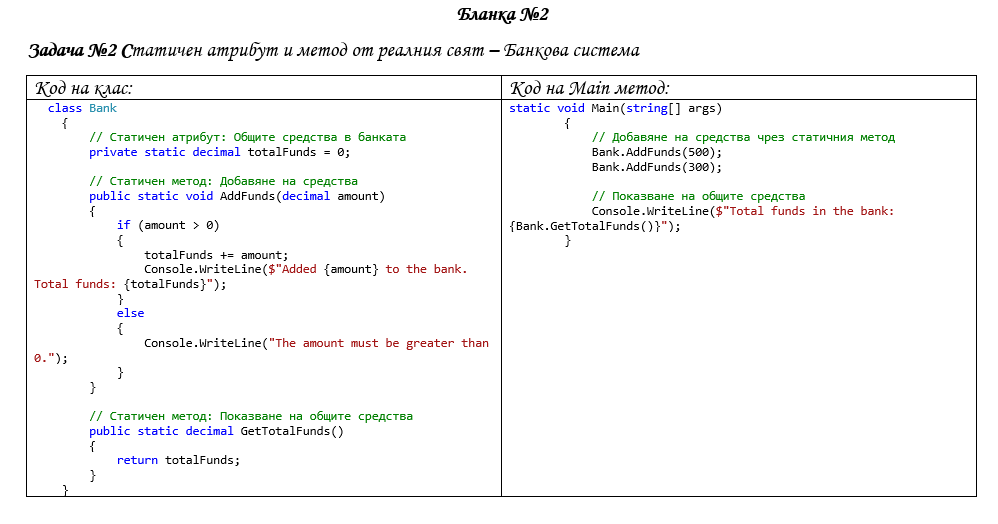 Бланка №2
Задача №2 Статичен атрибут и метод от реалния свят – Банкова система
Код на клас:
class Bank
{
// Статичен атрибут: Общите средства в банката
private static decimal totalFunds = 0;
// Статичен метод: Добавяне на средства
public static void AddFunds(decimal amount)
{
if (amount > 0)
{
totalFunds += amount;
Console.WriteLine($"Added {amount} to the bank.
Total funds: {totalFunds}");
}
else
{
Console.WriteLine("The amount must be greater than
0.");
}
}
// Статичен метод: Показване на общите средства
public static decimal GetTotalFunds()
{
return totalFunds;
}
}
Код на Main метод:
static void Main(string[] args)
{
// Добавяне на средства чрез статичния метод
Bank.AddFunds(500);
Bank.AddFunds(300);
// Показване на общите средства
Console.WriteLine($"Total funds in the bank:
{Bank.GetTotalFunds()}");
}